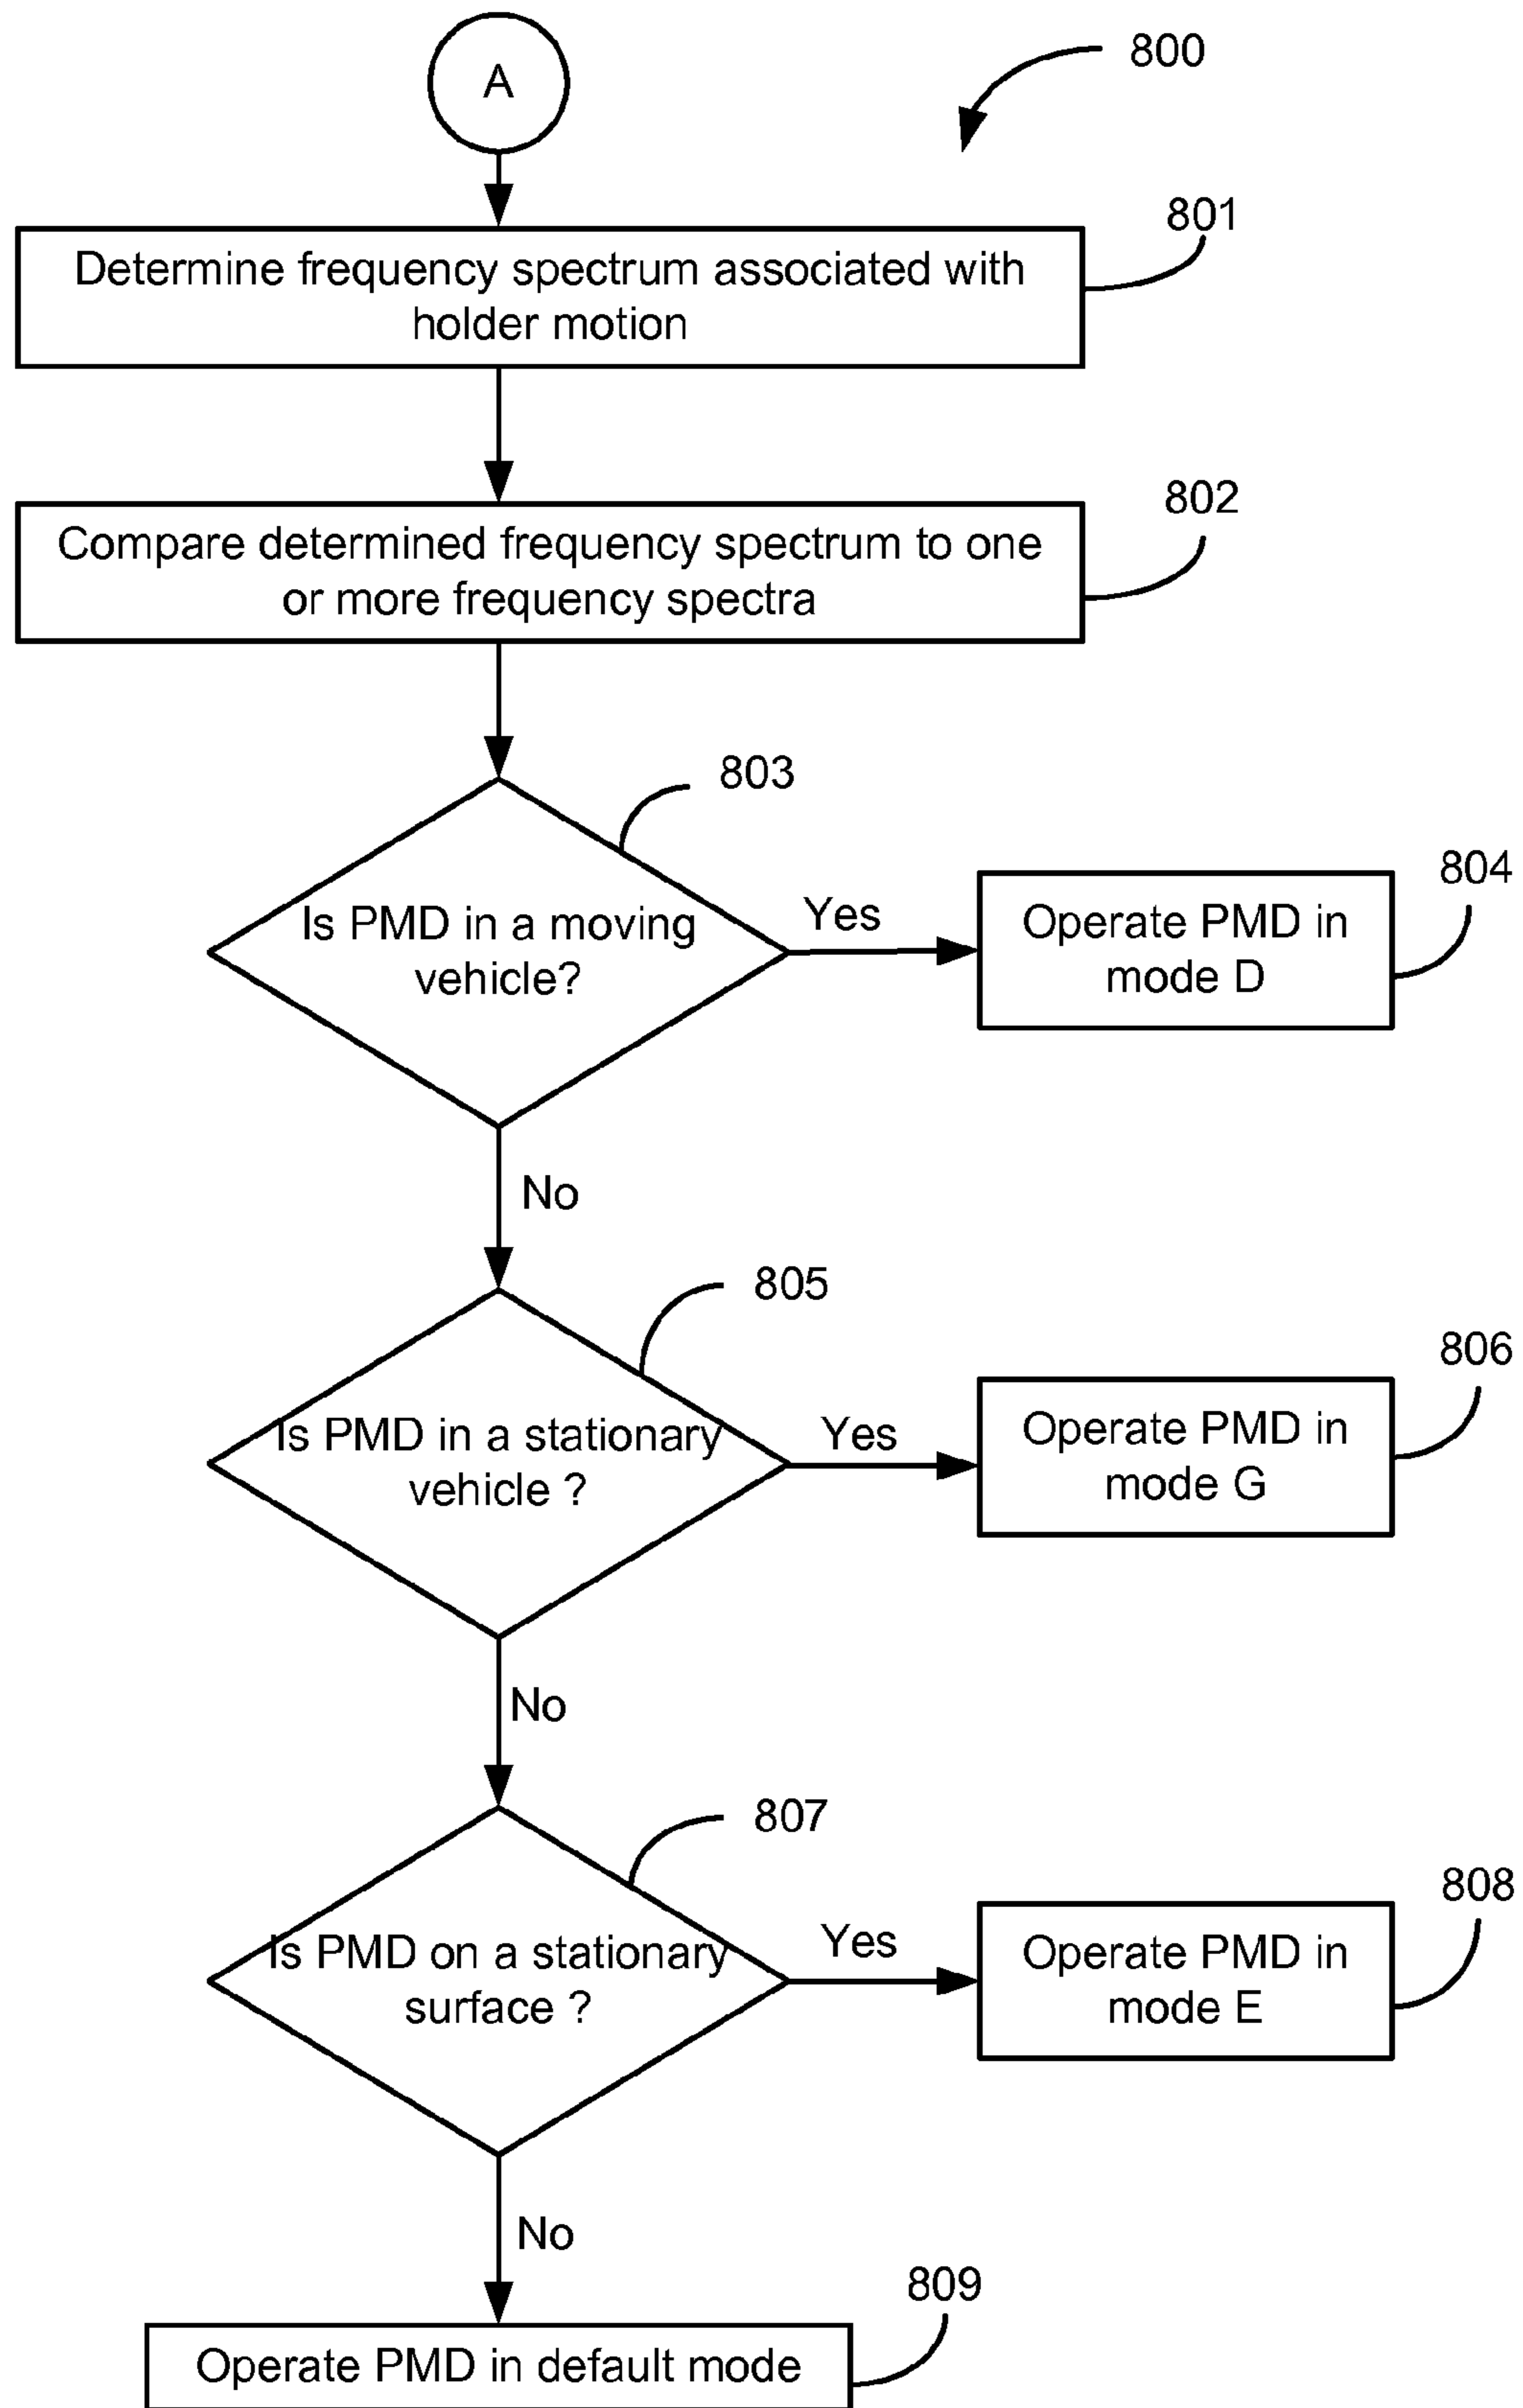 A
800
801
Determine frequency spectrum associated with
holder motion
802
Compare determined frequency spectrum to one
or more frequency spectra
803
Is PMD in a moving
vehicle?
Yes
804
Operate PMD in
mode D
No
805
Is PMD in a stationary
vehicle ?
Yes
806
Operate PMD in
mode G
No
807
Is PMD on a stationary
surface ?
Yes
808
Operate PMD in
mode E
No
809
Operate PMD in default mode